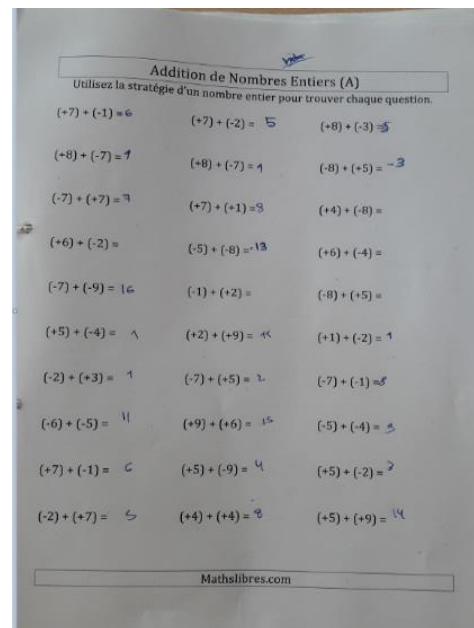 Addition de Nombres Entiers (A)
Utilisez la stratégie d'un nombre entier pour trouver chaque question.
(+7) + (-1) = 6 (+7) + (-2) = 5 (+8) + (-3) = 5
(+8) + (-7) = 1 (+8) + (-7) = 1 (-8) + (+5) = -3
(-7) + (+7) = 7 (+7) + (+1) = 8 (+4) + (-8) =
(+6) + (-2) = (-5) + (-8) = -13 (+6) + (-4) =
(-7) + (-9) = 16 (-1) + (+2) = (-8) + (+5) =
(+5) + (-4) = 1 (+2) + (+9) = (+1) + (-2) = 1
(-2) + (+3) = 1 (-7) + (+5) = 2 (-7) + (-1) = 8
(-6) + (-5) = 11 (+9) + (+6) = 15 (-5) + (-4) =
(+7) + (-1) = 6 (+5) + (-9) = 4 (+5) + (-2) =
(-2) + (+7) = 5 (+4) + (+4) = 8 (+5) + (+9) = 14
Mathslibres.com